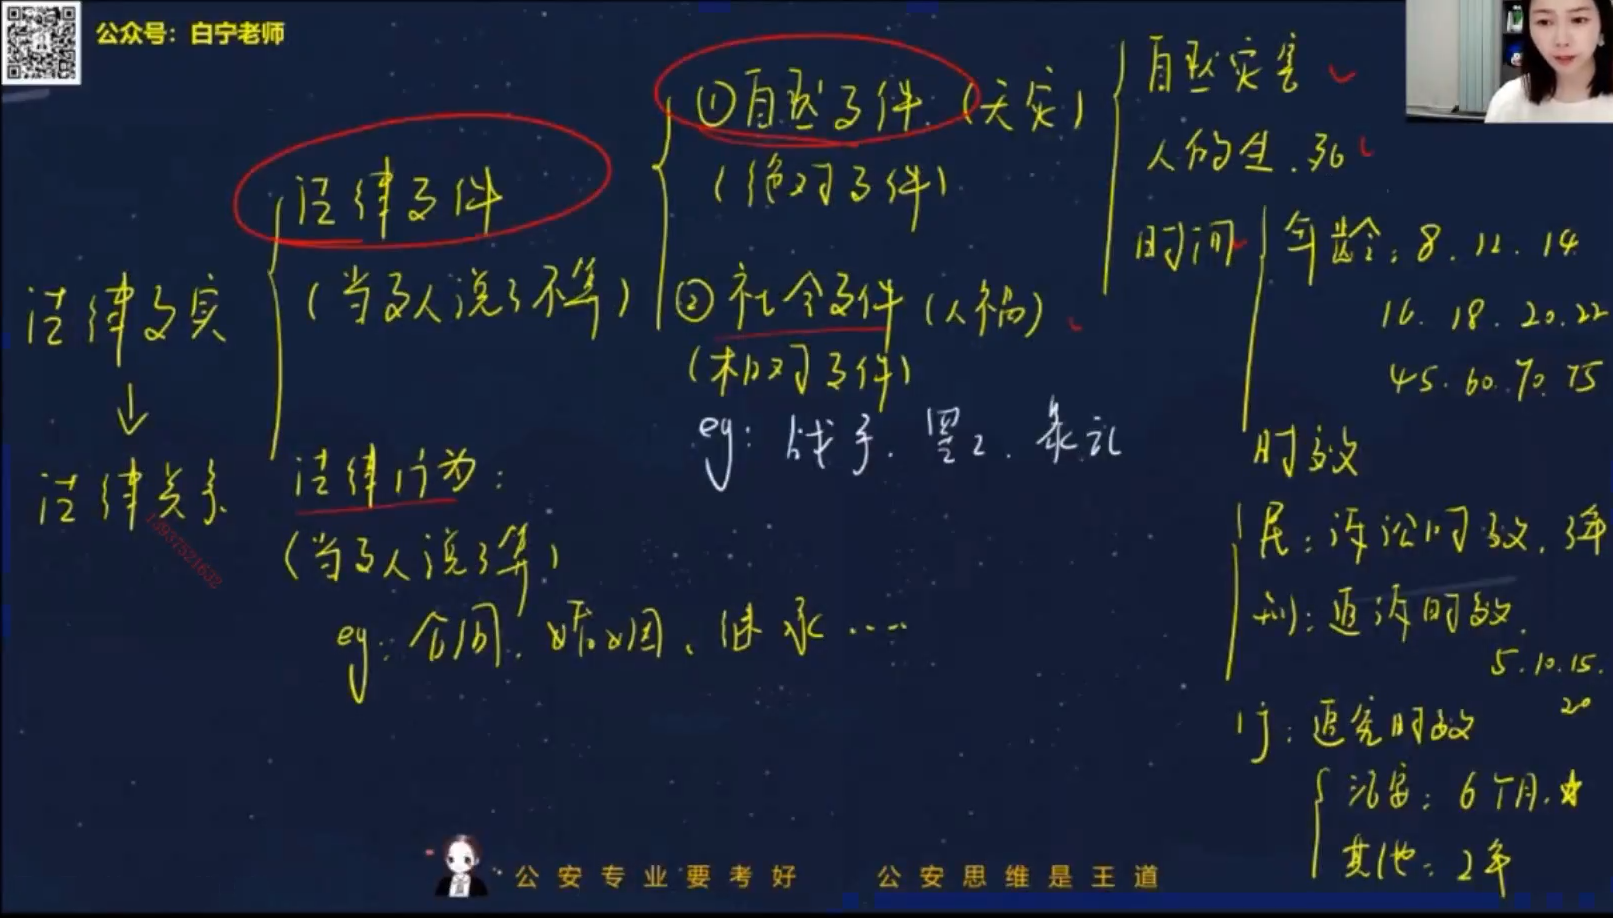 公众号：白宁老师
法律事实
↓
法律关系
法律事件
(当事人说了不算)
①自然事件 (天灾)
(绝对事件)
自然灾害
人的生、死
时间
年龄：8. 12. 14
16. 18. 20. 22
45. 60. 70. 75
时效
民：诉讼时效. 3年
刑：追诉时效.
5. 10. 15.
20
行：追究时效
治安：6个月.
其他：2年
②社会事件 (人祸)
(相对事件)
eg：战争. 罢工. 暴乱
法律行为：
(当事人说了算)
eg：合同、婚姻、继承……
13937521632
公安专业要考好 公安思维是王道